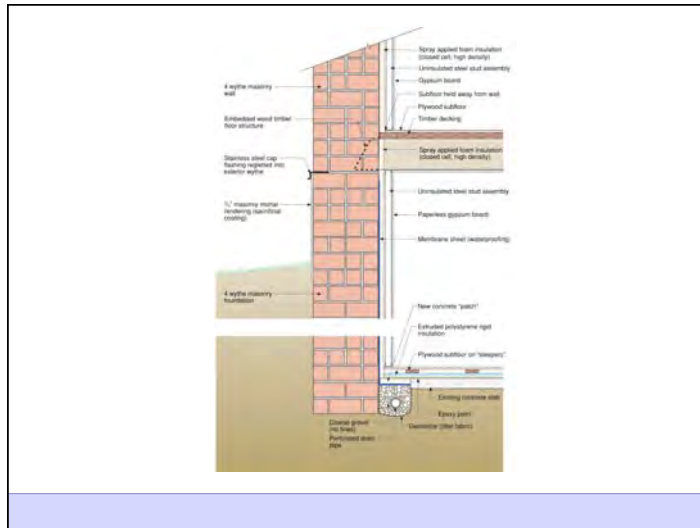 Spray applied foam insulation
(closed cell, high density)
Uninsulated steel stud assembly
Gypsum board
Subfloor held away from wall
Plywood subfloor
Timber decking
Spray applied foam insulation
(closed cell, high density)
Uninsulated steel stud assembly
Paperless gypsum board
Membrane sheet (waterproofing)
New concrete "patch"
Extruded polystyrene rigid
insulation
Plywood subfloor on "sleepers"
Existing concrete slab
Epoxy paint
Geotextile (filter fabric)
4 wythe masonry
wall
Embedded wood timber
floor structure
Stainless steel cap
flashing regletted into
exterior wythe
masonry mortar
rendering (sacrificial
coating)
4 wythe masonry
foundation
Coarse gravel
(no fines)
Perforated drain
pipe